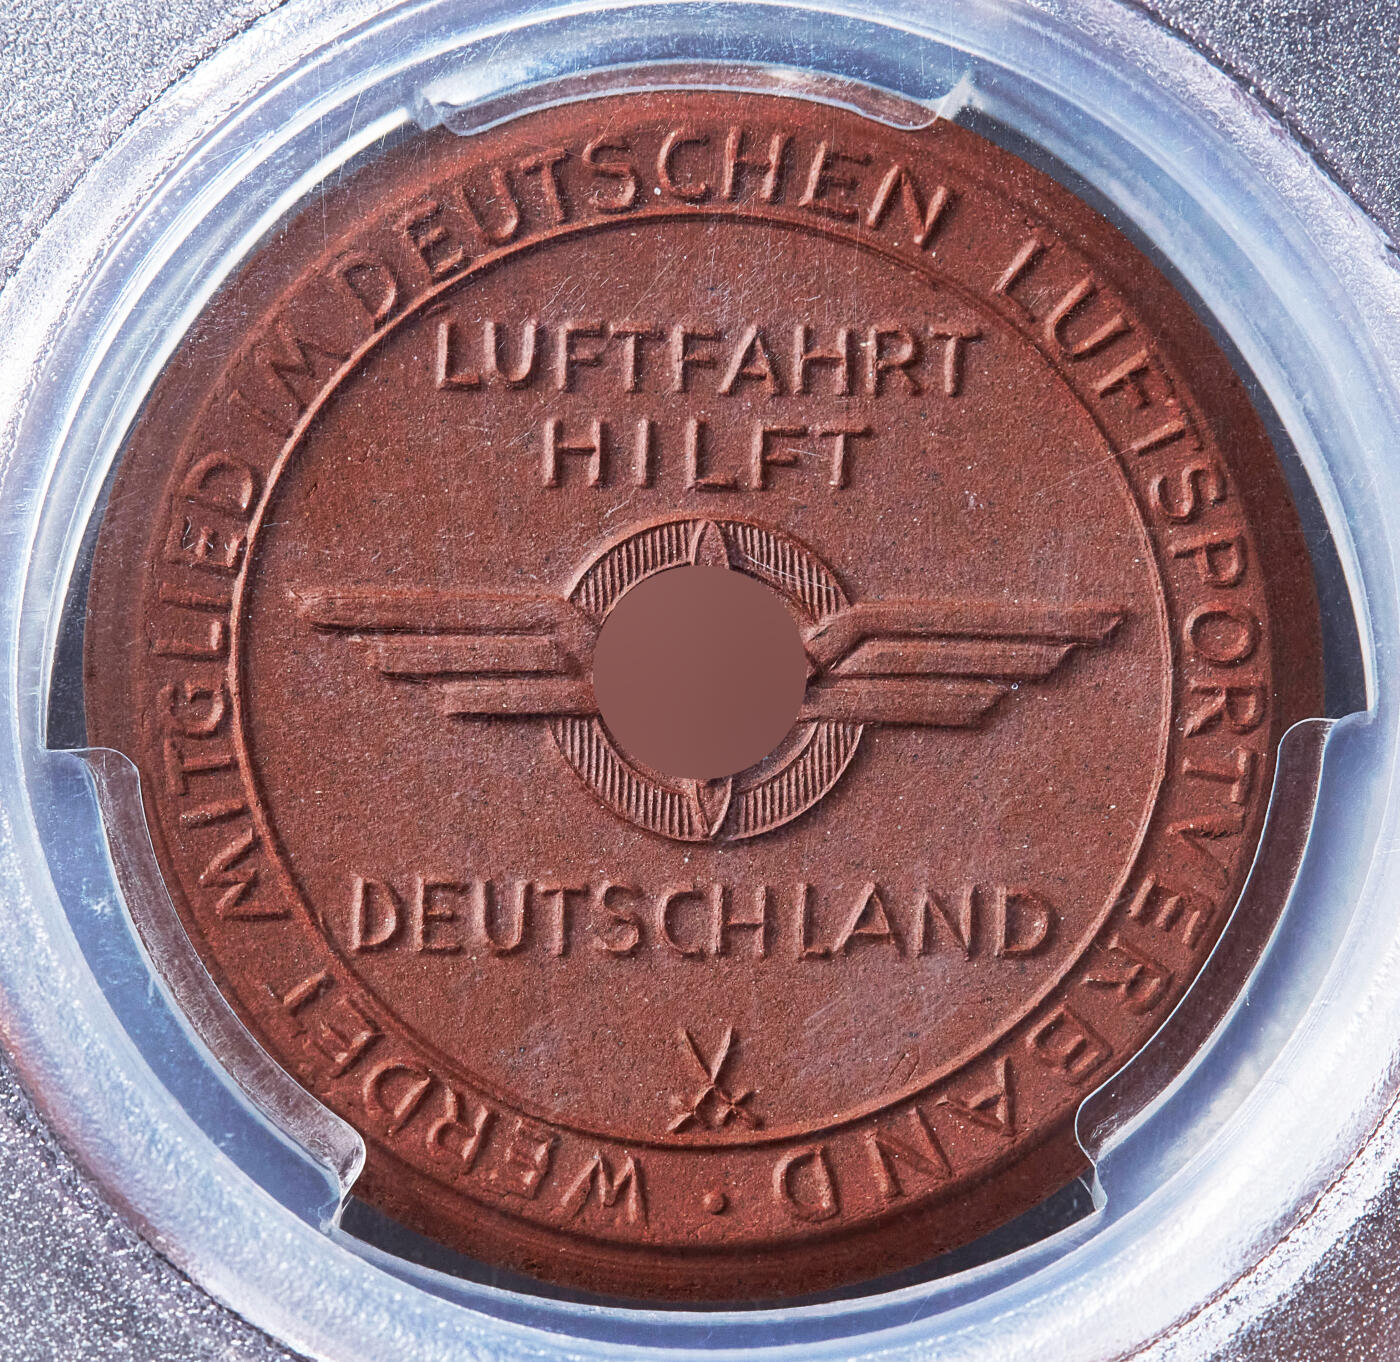 WERDET MITGLIED IM DEUTSCHEN LUFTSPORTVERBAND ·
LUFTFAHRT
HILFT
DEUTSCHLAND